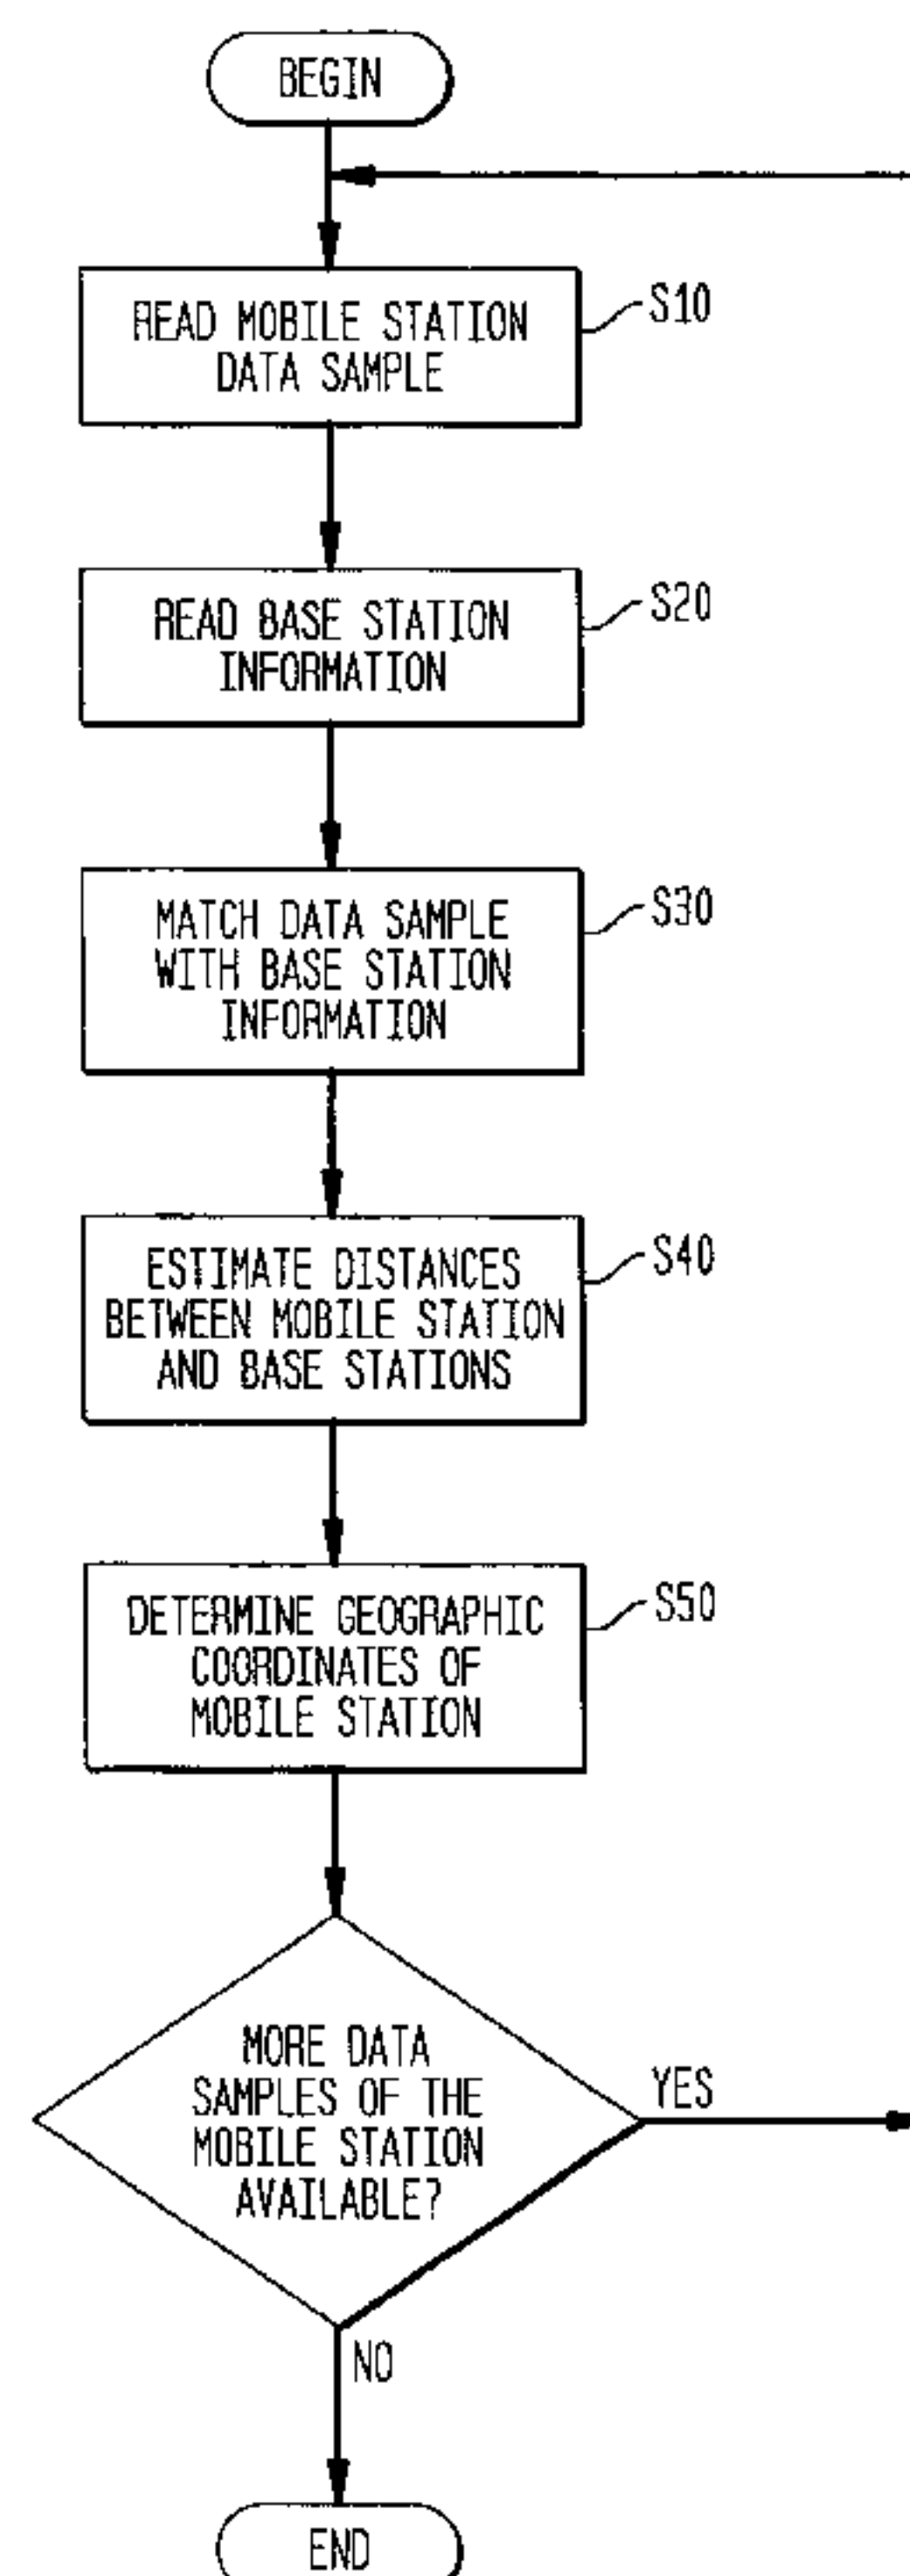 BEGIN
READ MOBILE STATION
DATA SAMPLE
S10
READ BASE STATION
INFORMATION
S20
MATCH DATA SAMPLE
WITH BASE STATION
INFORMATION
S30
ESTIMATE DISTANCES
BETWEEN MOBILE STATION
AND BASE STATIONS
S40
DETERMINE GEOGRAPHIC
COORDINATES OF
MOBILE STATION
S50
MORE DATA
SAMPLES OF THE
MOBILE STATION
AVAILABLE?
YES
NO
END